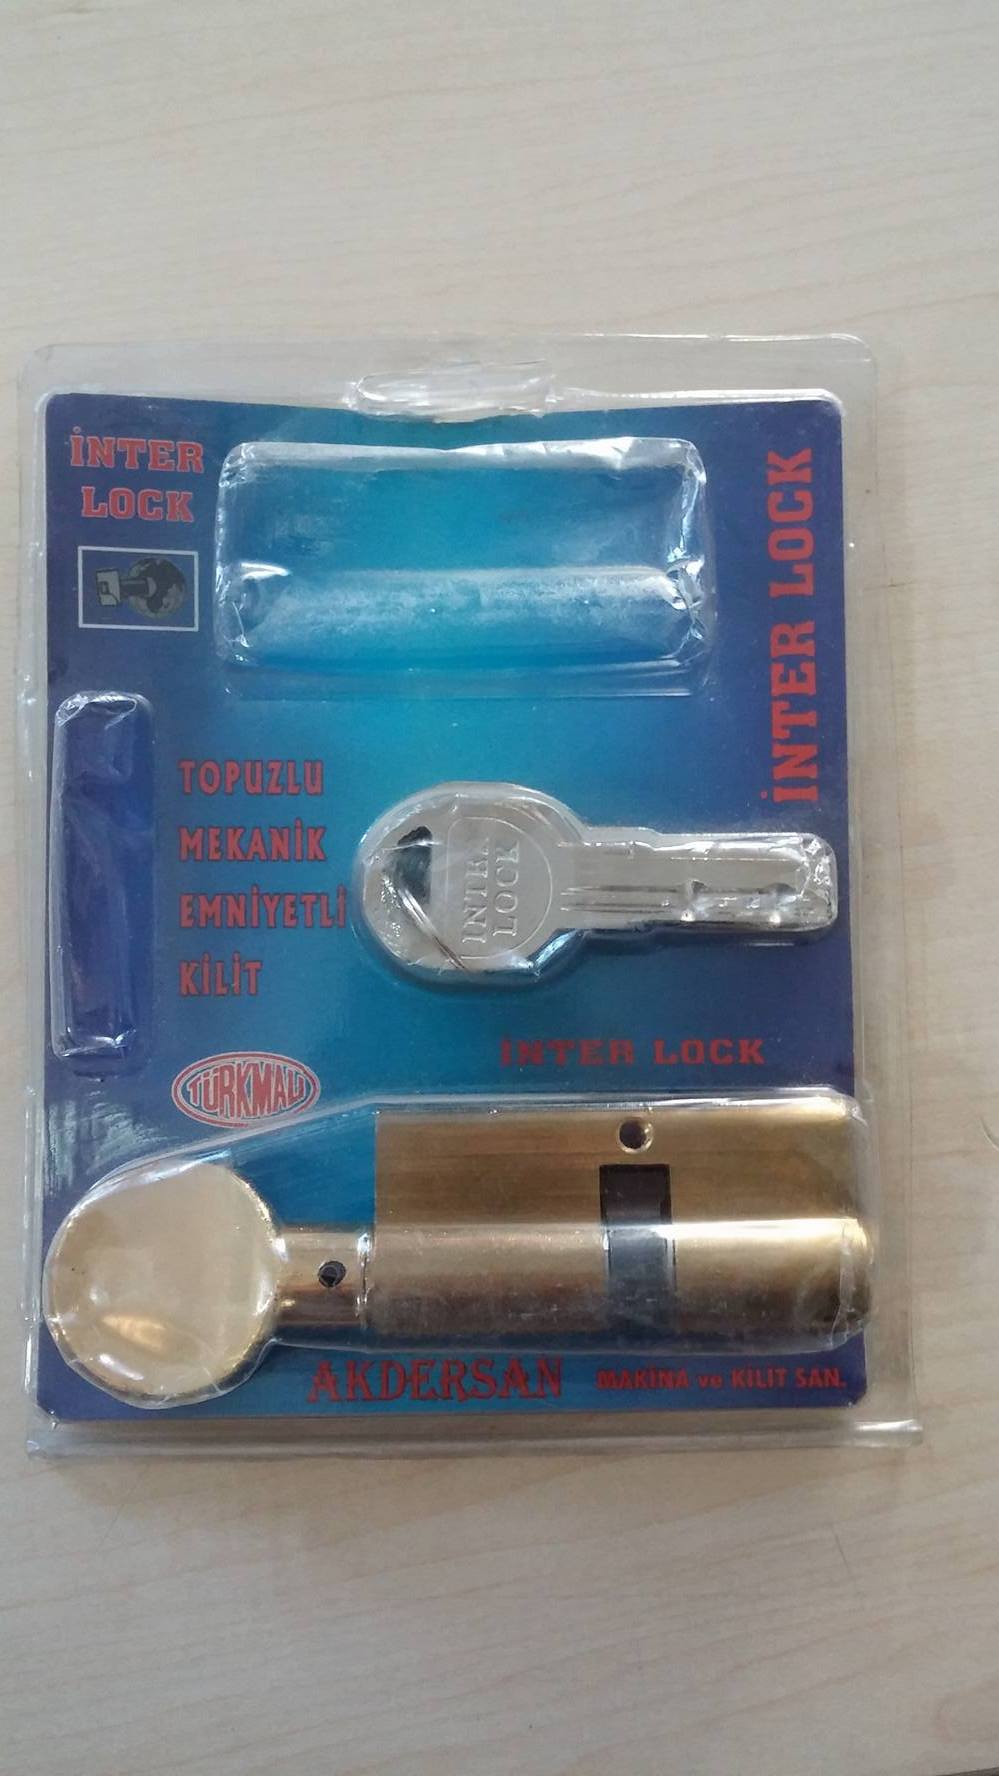 İNTER
LOCK
İNTER LOCK
TOPUZLU
MEKANİK
EMNİYETLİ
KİLİT
INTER
LOCK
İNTER LOCK
TÜRKMALI
AKDERSAN MAKİNA ve KİLİT SAN.